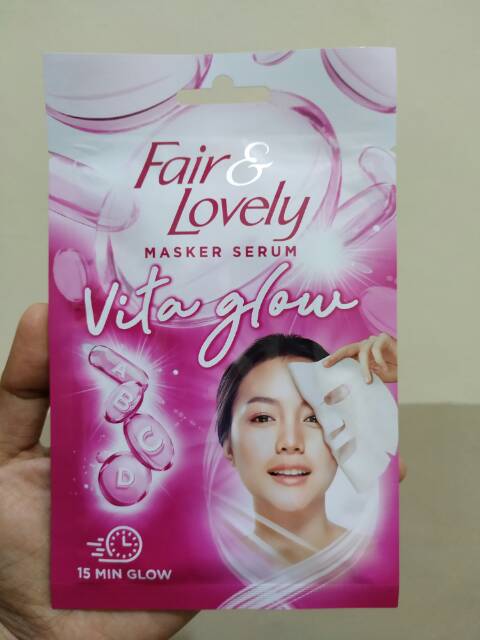 Fair &
Lovely
MASKER SERUM
Vita glow
A
B
C
D
15 MIN GLOW